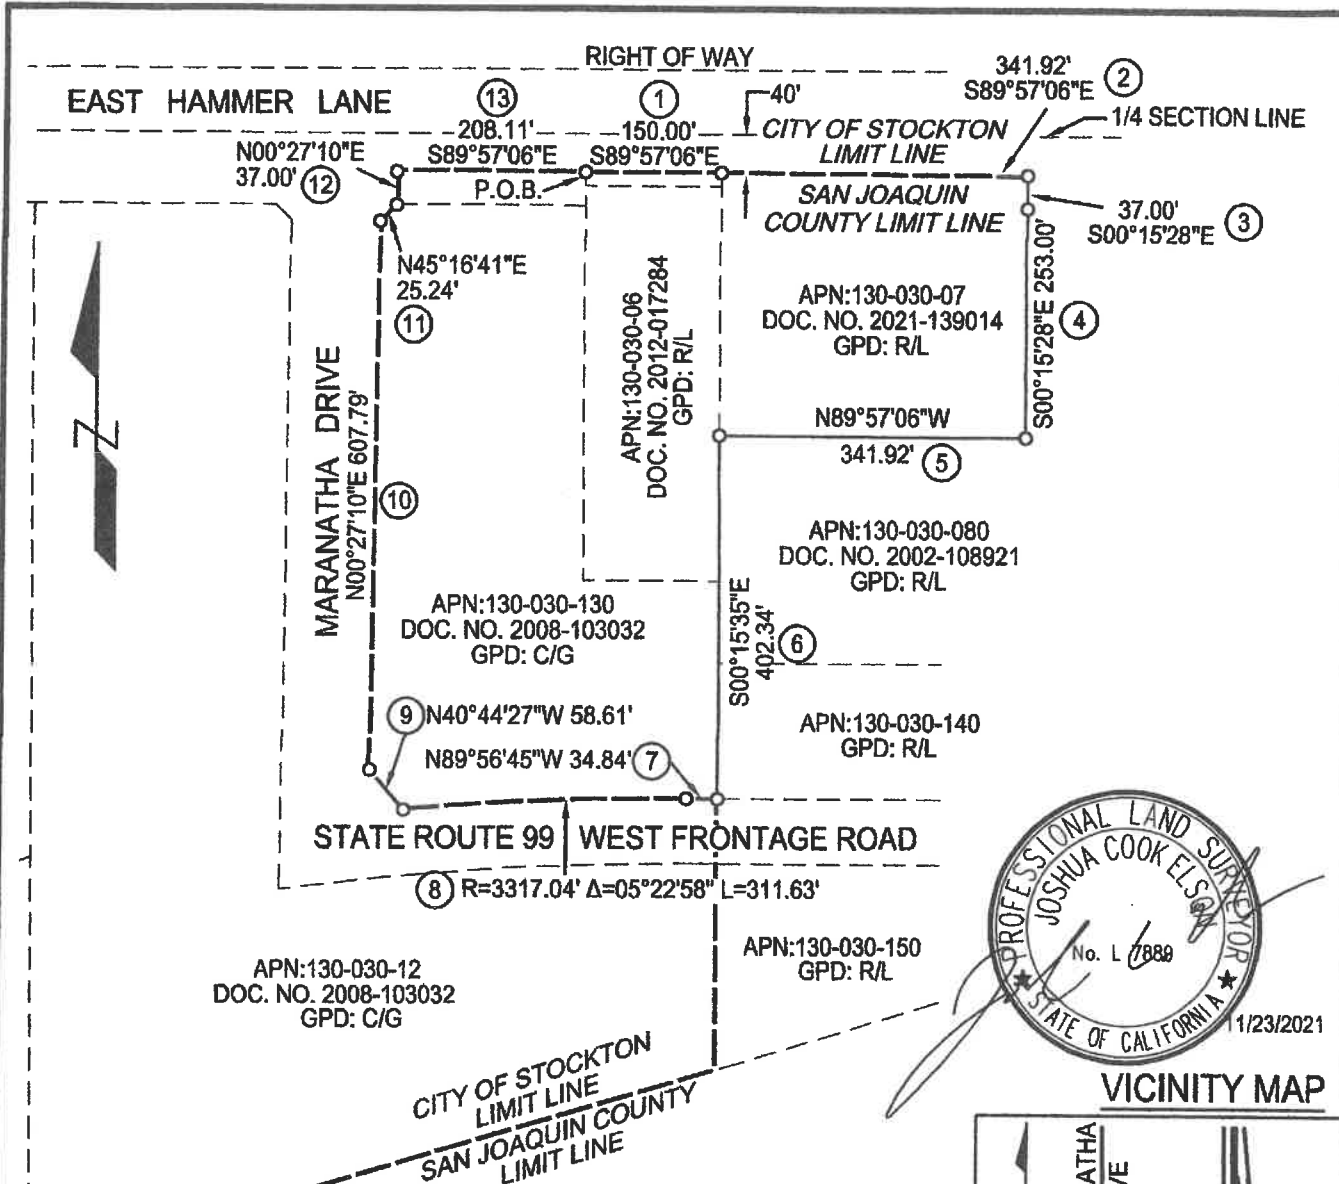 RIGHT OF WAY
EAST HAMMER LANE
13
208.11'
S89°57'06"E
1
150.00'
S89°57'06"E
40'
341.92'
S89°57'06"E
2
1/4 SECTION LINE
CITY OF STOCKTON
LIMIT LINE
SAN JOAQUIN
COUNTY LIMIT LINE
N00°27'10"E
37.00' 12
P.O.B.
37.00'
S00°15'28"E 3
N45°16'41"E
25.24'
11
APN:130-030-06
DOC. NO. 2012-017284
GPD: R/L
APN:130-030-07
DOC. NO. 2021-139014
GPD: R/L
S00°15'28"E 253.00'
4
MARANATHA DRIVE
N00°27'10"E 607.79'
10
N89°57'06"W
341.92' 5
APN:130-030-080
DOC. NO. 2002-108921
GPD: R/L
APN:130-030-130
DOC. NO. 2008-103032
GPD: C/G
S00°15'35"E
402.34'
6
9 N40°44'27"W 58.61'
N89°56'45"W 34.84' 7
APN:130-030-140
GPD: R/L
STATE ROUTE 99 WEST FRONTAGE ROAD
8 R=3317.04' Δ=05°22'58" L=311.63'
APN:130-030-12
DOC. NO. 2008-103032
GPD: C/G
APN:130-030-150
GPD: R/L
CITY OF STOCKTON
LIMIT LINE
SAN JOAQUIN COUNTY
LIMIT LINE
PROFESSIONAL LAND SURVEYOR
JOSHUA COOK ELSON
No. L 7889
STATE OF CALIFORNIA
11/23/2021
VICINITY MAP
N